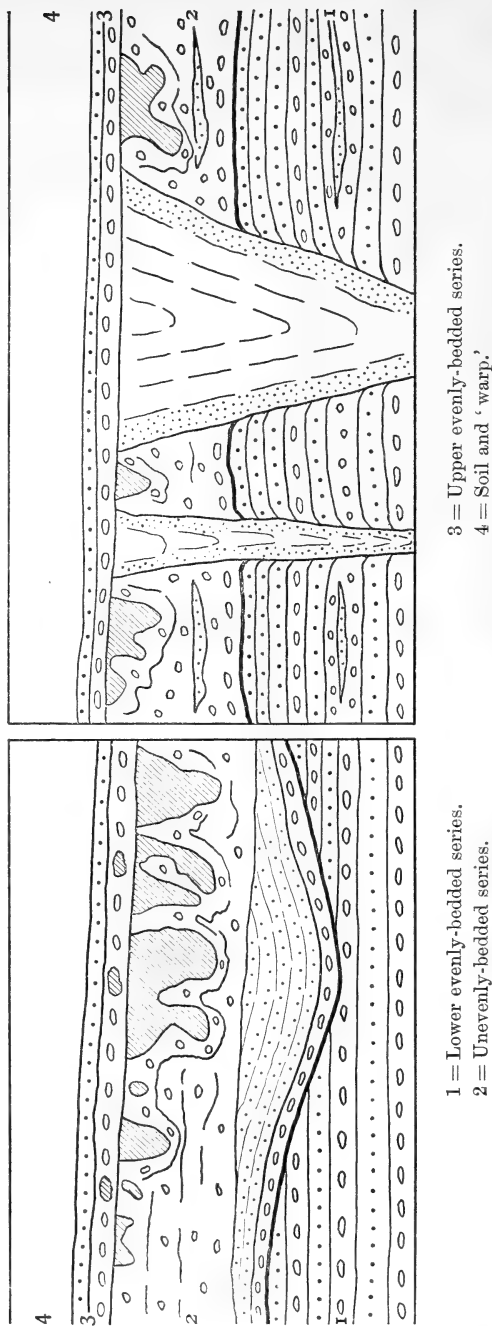 4
3
2
1
4
3
2
1
1 = Lower evenly-bedded series.
2 = Unevenly-bedded series.
3 = Upper evenly-bedded series.
4 = Soil and ‘warp.’